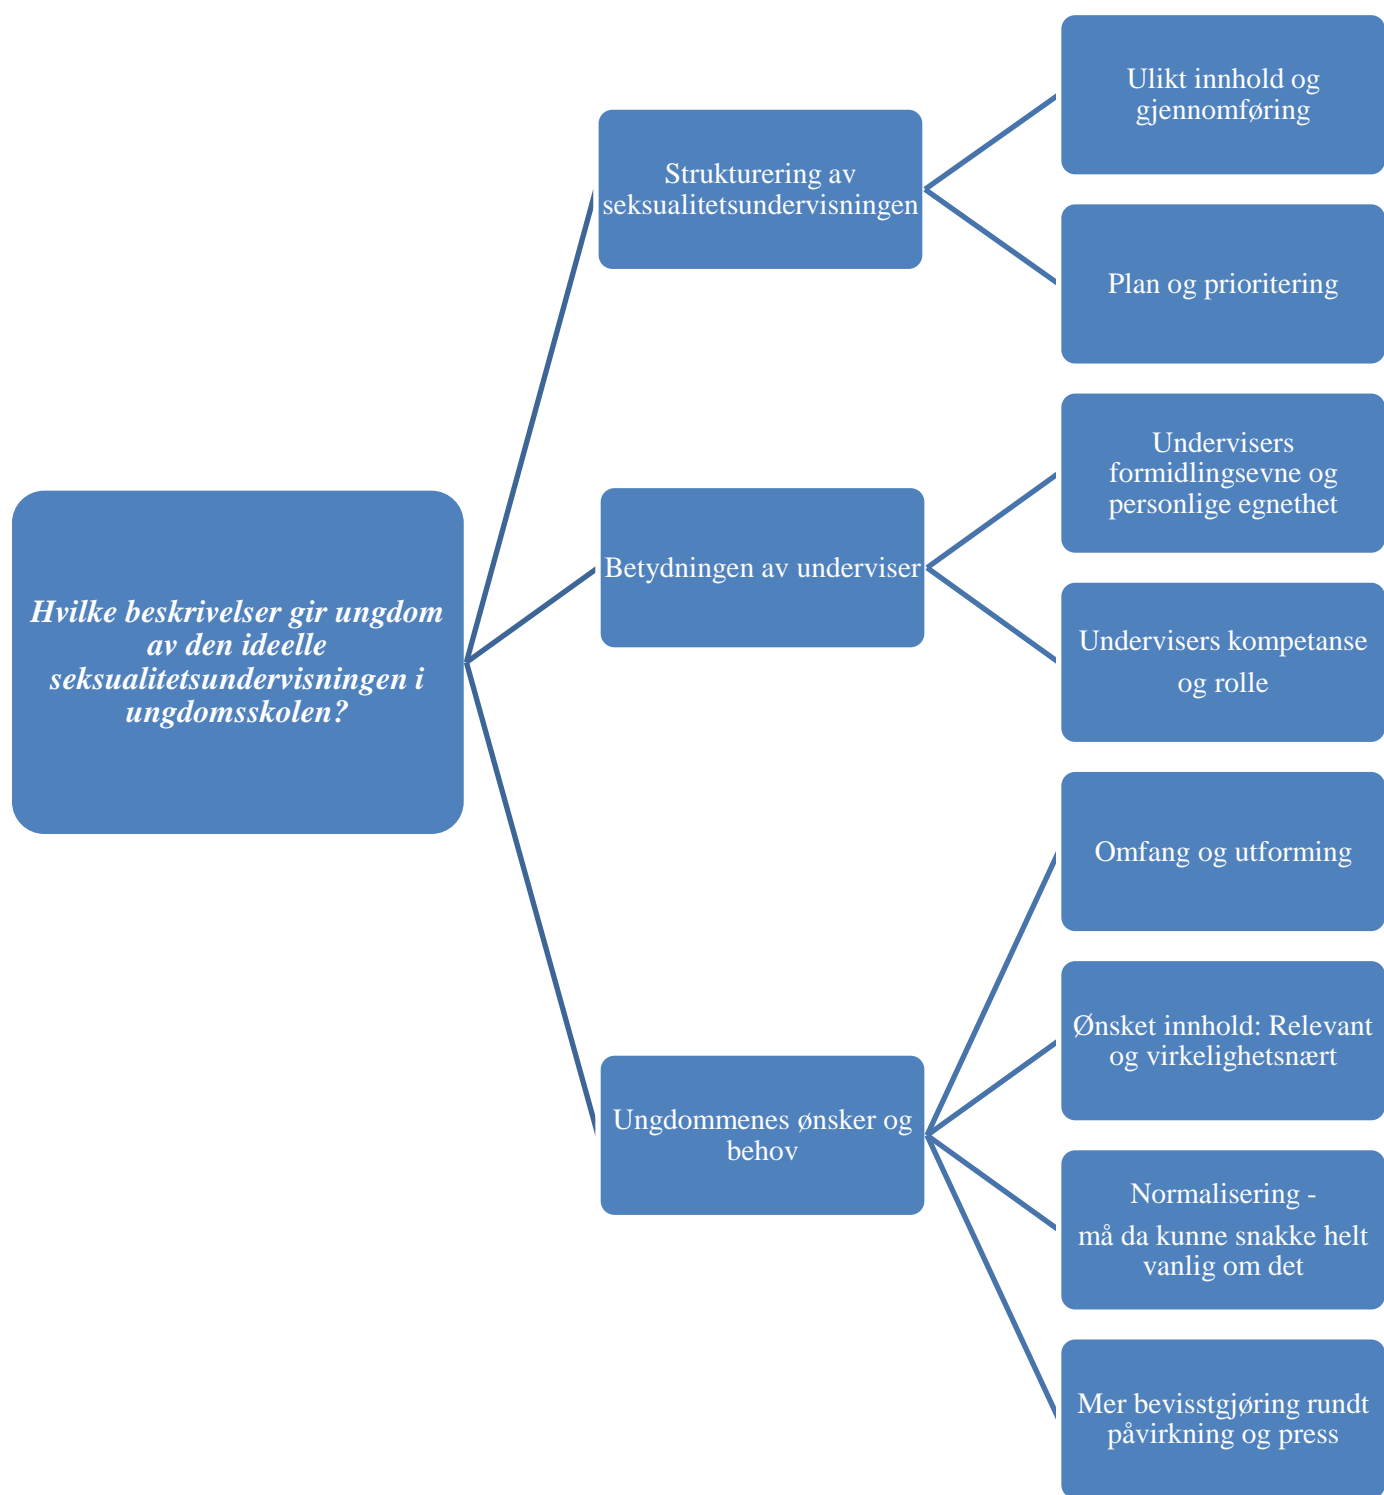 Hvilke beskrivelser gir ungdom
av den ideelle
seksualitetsundervisningen i
ungdomsskolen?
Strukturering av
seksualitetsundervisningen
Ulikt innhold og
gjennomføring
Plan og prioritering
Betydningen av underviser
Undervisers
formidlingsevne og
personlige egnethet
Undervisers kompetanse
og rolle
Ungdommenes ønsker og
behov
Omfang og utforming
Ønsket innhold: Relevant
og virkelighetsnært
Normalisering -
må da kunne snakke helt
vanlig om det
Mer bevisstgjøring rundt
påvirkning og press